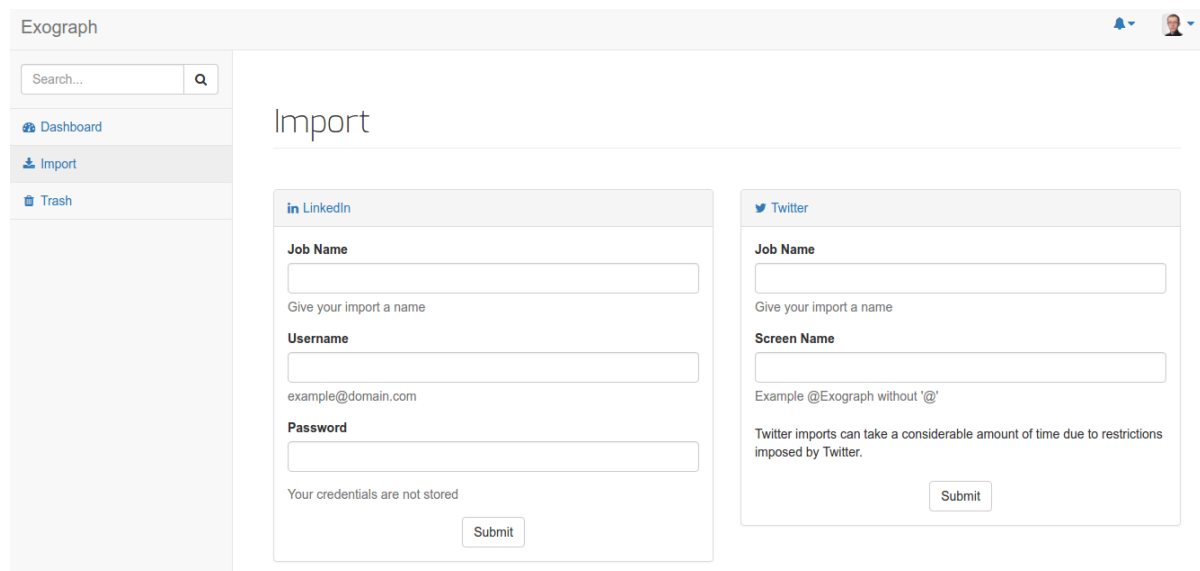 Exograph
Search...
Dashboard
Import
Trash
Import
in LinkedIn
Job Name
Give your import a name
Username
example@domain.com
Password
Your credentials are not stored
Submit
Twitter
Job Name
Give your import a name
Screen Name
Example @Exograph without '@'
Twitter imports can take a considerable amount of time due to restrictions
imposed by Twitter.
Submit